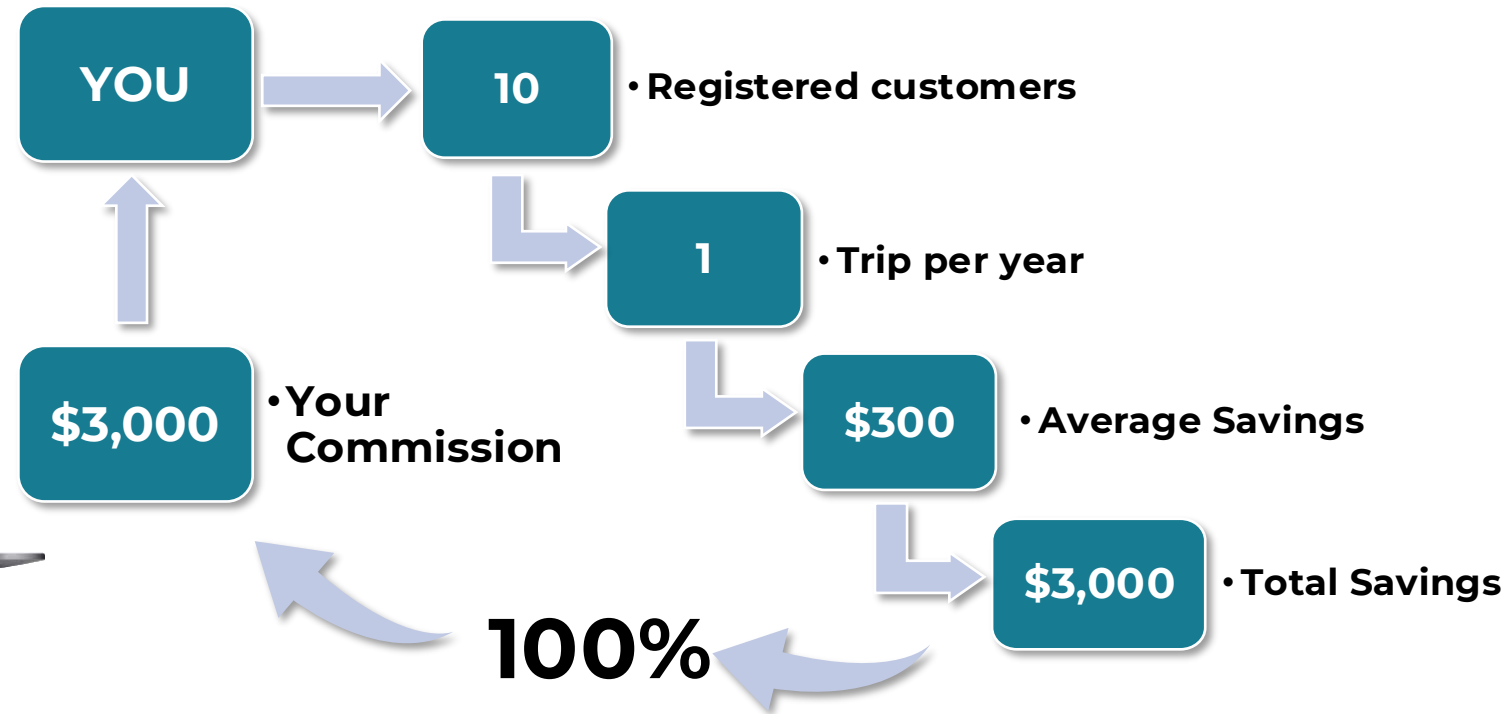 YOU
10
• Registered customers
1
• Trip per year
$300
• Average Savings
$3,000
• Total Savings
100%
$3,000
• Your
Commission